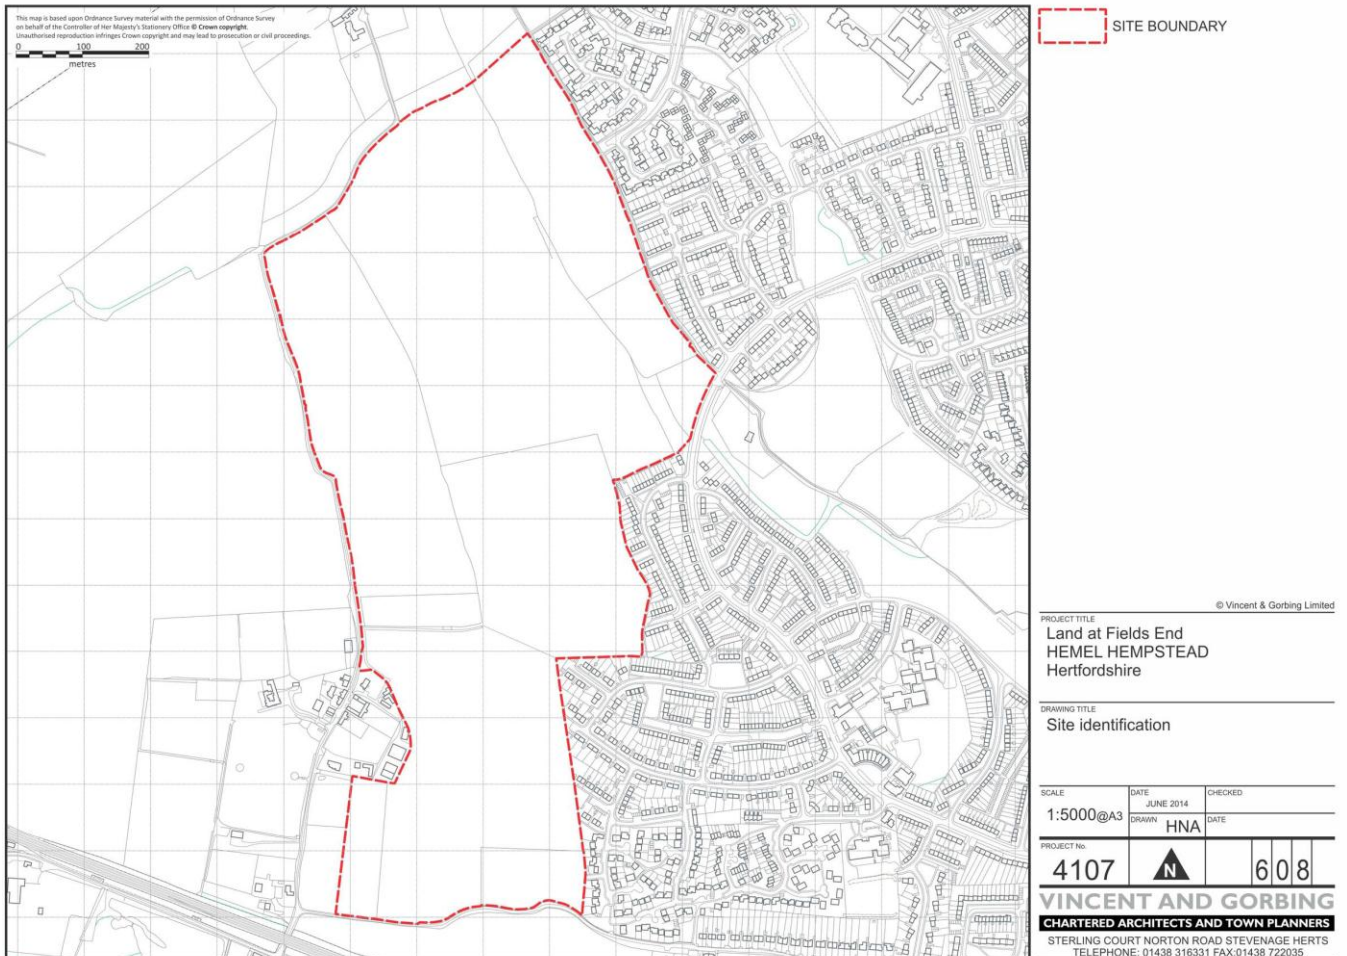 This map is based upon Ordnance Survey material with the permission of Ordnance Survey
on behalf of the Controller of Her Majesty's Stationery Office © Crown copyright.
Unauthorised reproduction infringes Crown copyright and may lead to prosecution or civil proceedings.
0 100 200
metres
SITE BOUNDARY
© Vincent & Gorbing Limited
PROJECT TITLE
Land at Fields End
HEMEL HEMPSTEAD
Hertfordshire
DRAWING TITLE
Site identification
SCALE
1:5000@A3
DATE
JUNE 2014
CHECKED
DRAWN HNA
DATE
PROJECT No.
4107
N
608
VINCENT AND GORBING
CHARTERED ARCHITECTS AND TOWN PLANNERS
STERLING COURT NORTON ROAD STEVENAGE HERTS
TELEPHONE: 01438 316331 FAX:01438 722035